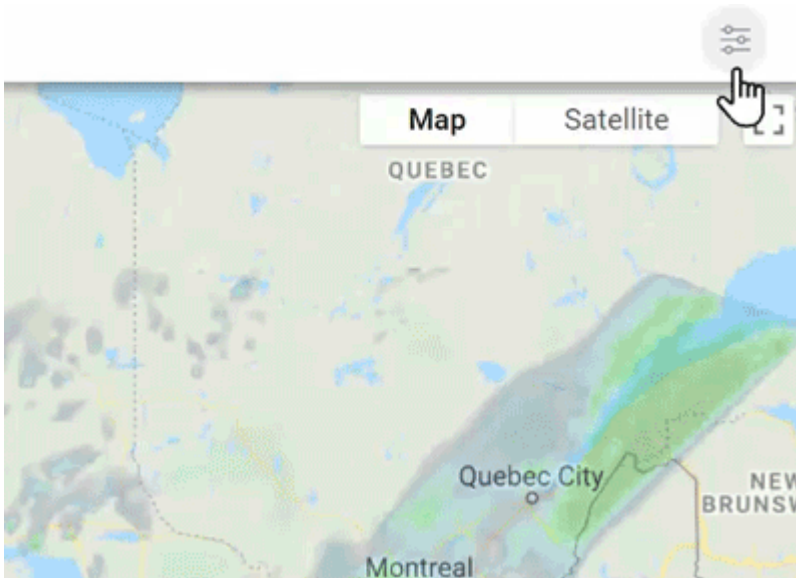 Map
Satellite
QUEBEC
Quebec City
NEW
BRUNSW
Montreal